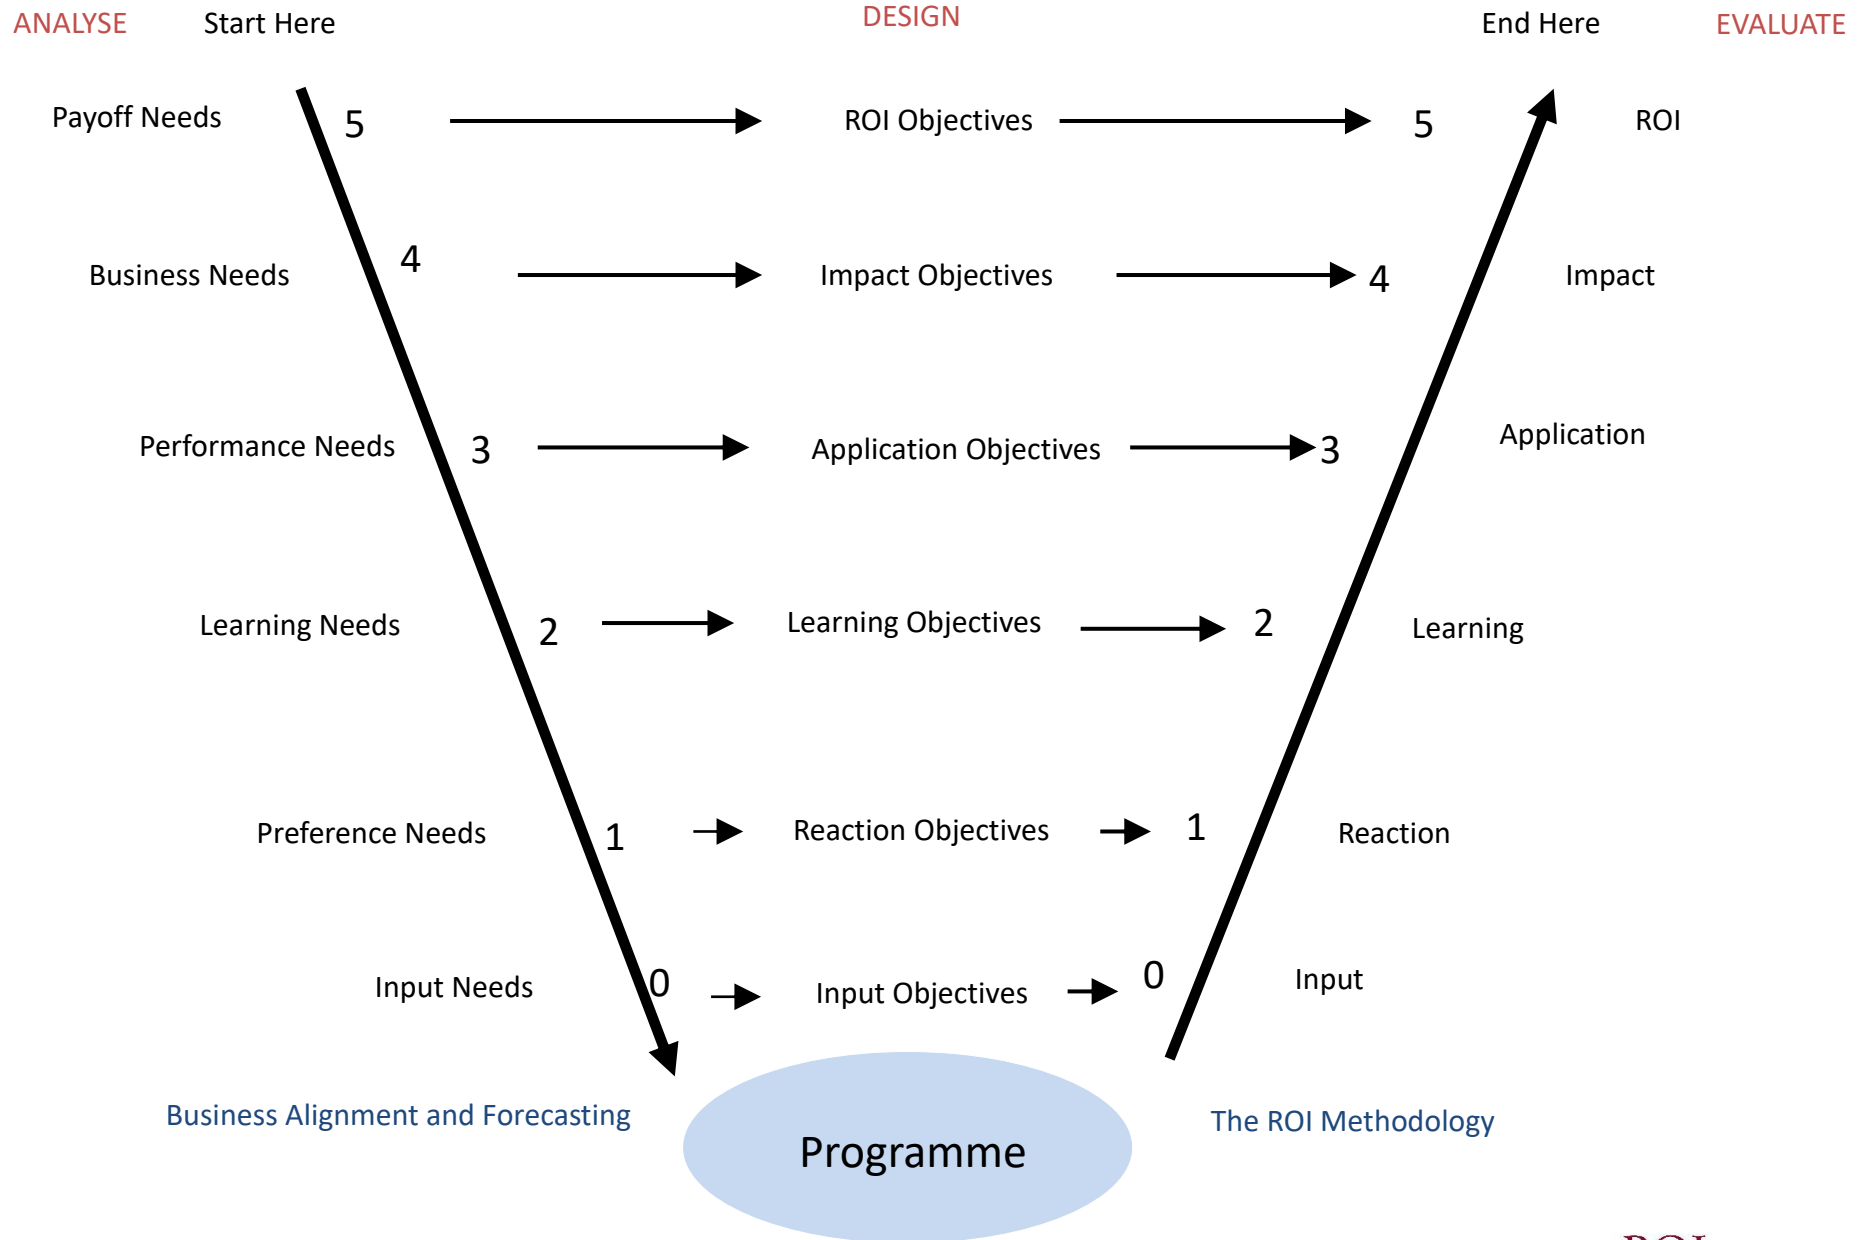 ANALYSE Start Here DESIGN End Here EVALUATE
Payoff Needs 5 ROI Objectives 5 ROI
Business Needs 4 Impact Objectives 4 Impact
Performance Needs 3 Application Objectives 3 Application
Learning Needs 2 Learning Objectives 2 Learning
Preference Needs 1 Reaction Objectives 1 Reaction
Input Needs 0 Input Objectives 0 Input
Business Alignment and Forecasting The ROI Methodology
Programme
ROI